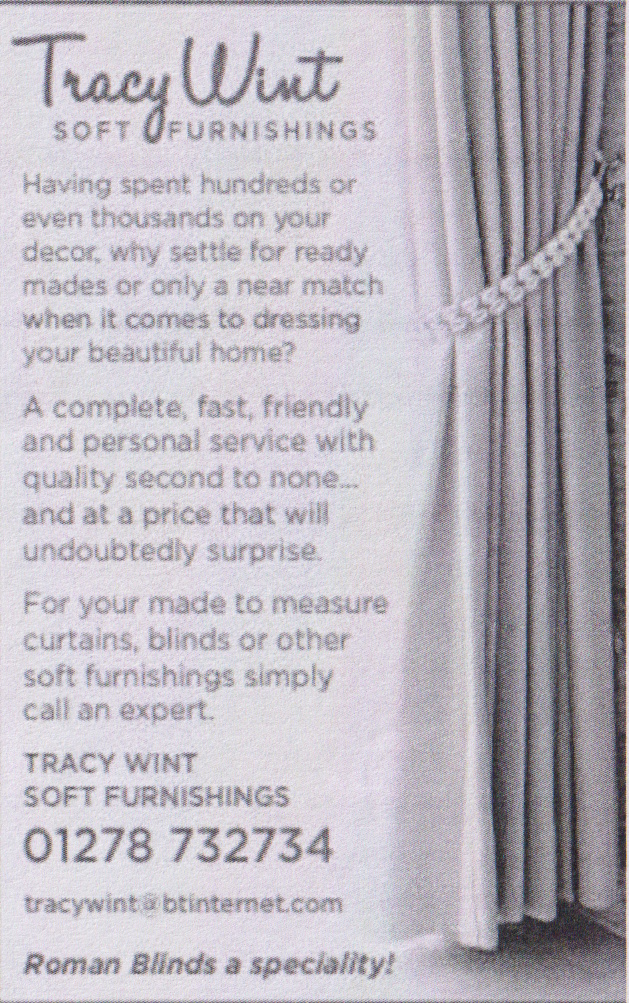 Tracy Wint
SOFT FURNISHINGS
Having spent hundreds or
even thousands on your
decor, why settle for ready
mades or only a near match
when it comes to dressing
your beautiful home?
A complete, fast, friendly
and personal service with
quality second to none...
and at a price that will
undoubtedly surprise.
For your made to measure
curtains, blinds or other
soft furnishings simply
call an expert.
TRACY WINT
SOFT FURNISHINGS
01278 732734
tracywint@btinternet.com
Roman Blinds a speciality!